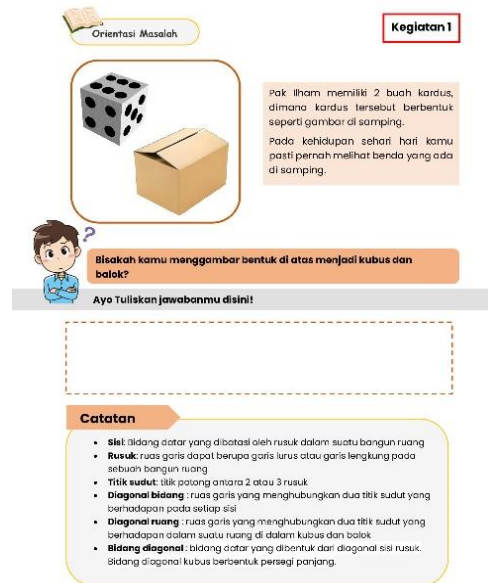 Orientasi Masalah
Kegiatan 1
Pak Ilham memiliki 2 buah kardus,
dimana kardus tersebut berbentuk
seperti gambar di samping.
Pada kehidupan sehari hari kamu
pasti pernah melihat benda yang ada
di samping.
?
Bisakah kamu menggambar bentuk di atas menjadi kubus dan
balok?
Ayo Tuliskan jawabanmu disini!
Catatan
• Sisi: Bidang datar yang dibatasi oleh rusuk dalam suatu bangun ruang
• Rusuk: ruas garis dapat berupa garis lurus atau garis lengkung pada
sebuah bangun ruang
• Titik sudut: titik potong antara 2 atau 3 rusuk
• Diagonal bidang : ruas garis yang menghubungkan dua titik sudut yang
berhadapan pada setiap sisi
• Diagonal ruang : ruas garis yang menghubungkan dua titik sudut yang
berhadapan dalam suatu ruang di dalam kubus dan balok
• Bidang diagonal : bidang datar yang dibentuk dari diagonal sisi rusuk.
Bidang diagonal kubus berbentuk persegi panjang.